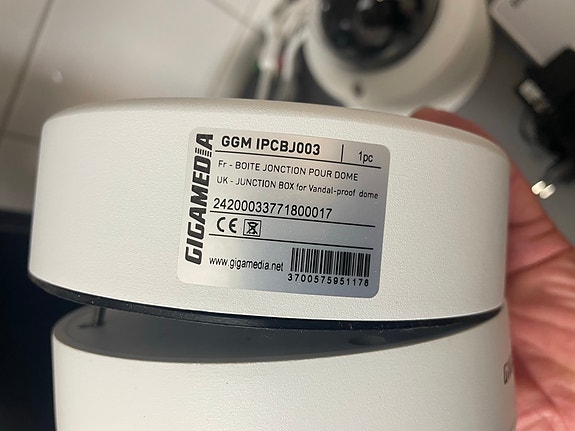 GIGAMEDIA
GGM IPCBJ003
1pc
Fr - BOITE JONCTION POUR DOME
UK - JUNCTION BOX for Vandal-proof dome
24200033771800017
CE
www.gigamedia.net
3700575951176